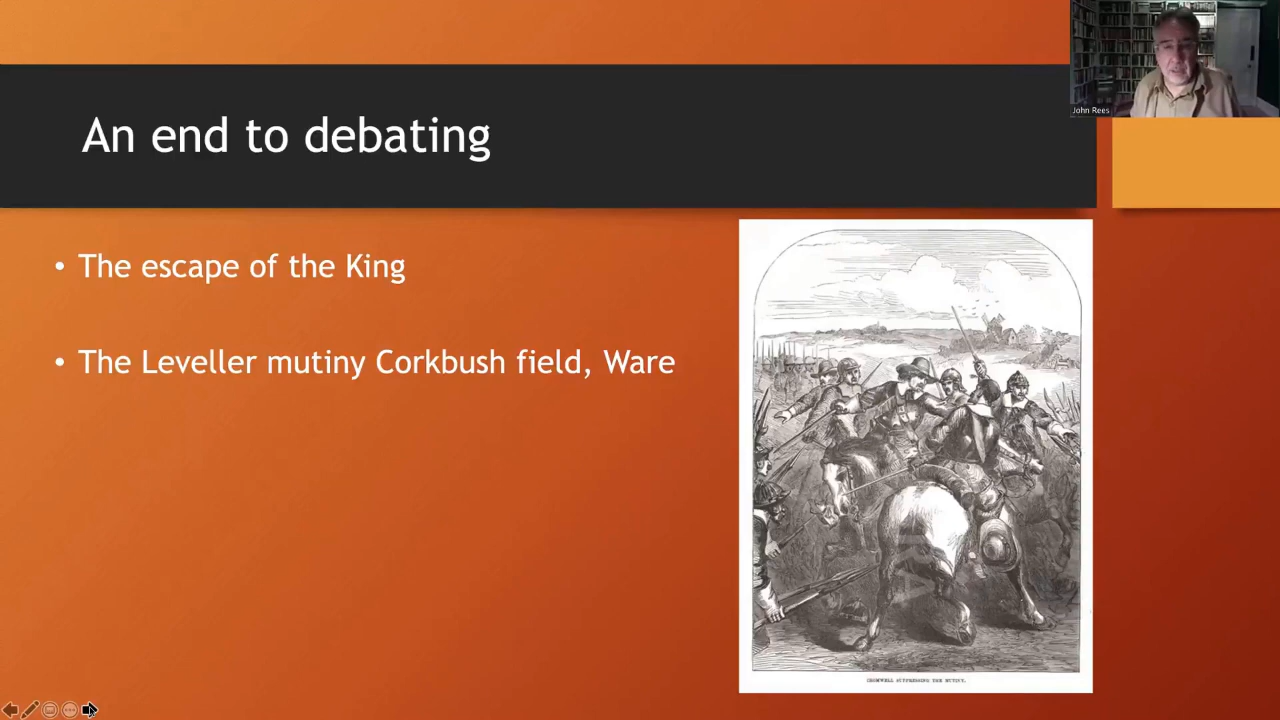 An end to debating
John Rees
• The escape of the King
• The Leveller mutiny Corkbush field, Ware
CROMWELL SUPPRESSING THE MUTINY.